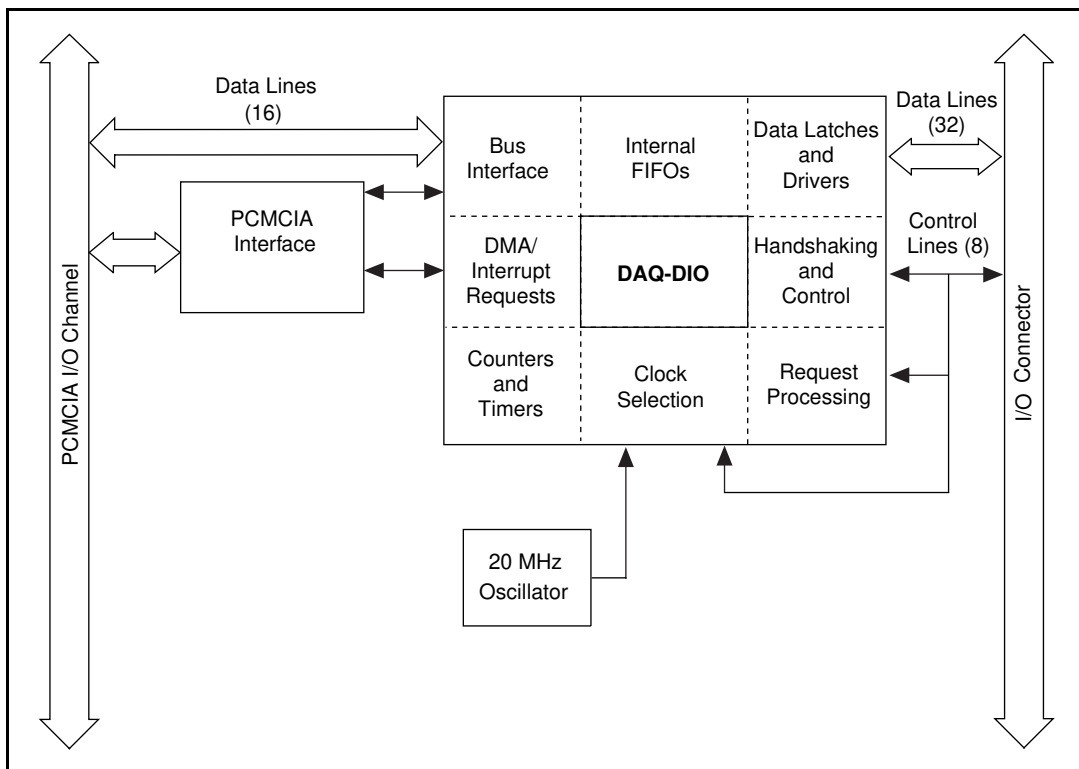 Data Lines
(16)
PCMCIA I/O Channel
PCMCIA
Interface
Bus
Interface
Internal
FIFOs
Data Latches
and
Drivers
DMA/
Interrupt
Requests
DAQ-DIO
Handshaking
and
Control
Counters
and
Timers
Clock
Selection
Request
Processing
Data Lines
(32)
Control
Lines (8)
I/O Connector
20 MHz
Oscillator